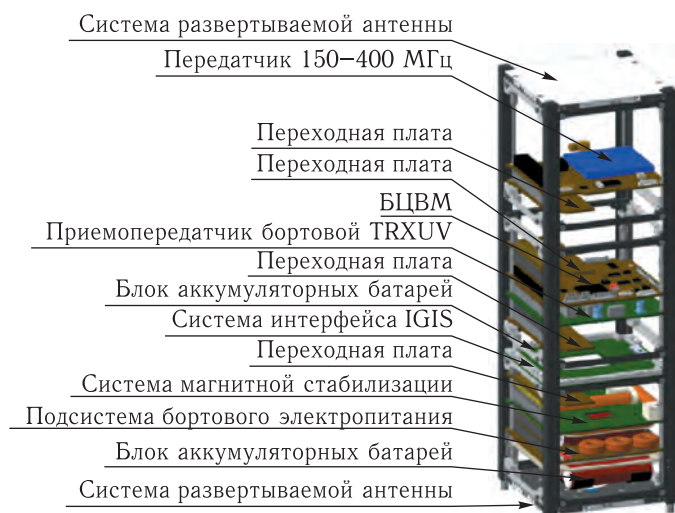 Система развертываемой антенны
Передатчик 150–400 МГц
Переходная плата
Переходная плата
БЦВМ
Приемопередатчик бортовой TRXUV
Переходная плата
Блок аккумуляторных батарей
Система интерфейса IGIS
Переходная плата
Система магнитной стабилизации
Подсистема бортового электропитания
Блок аккумуляторных батарей
Система развертываемой антенны